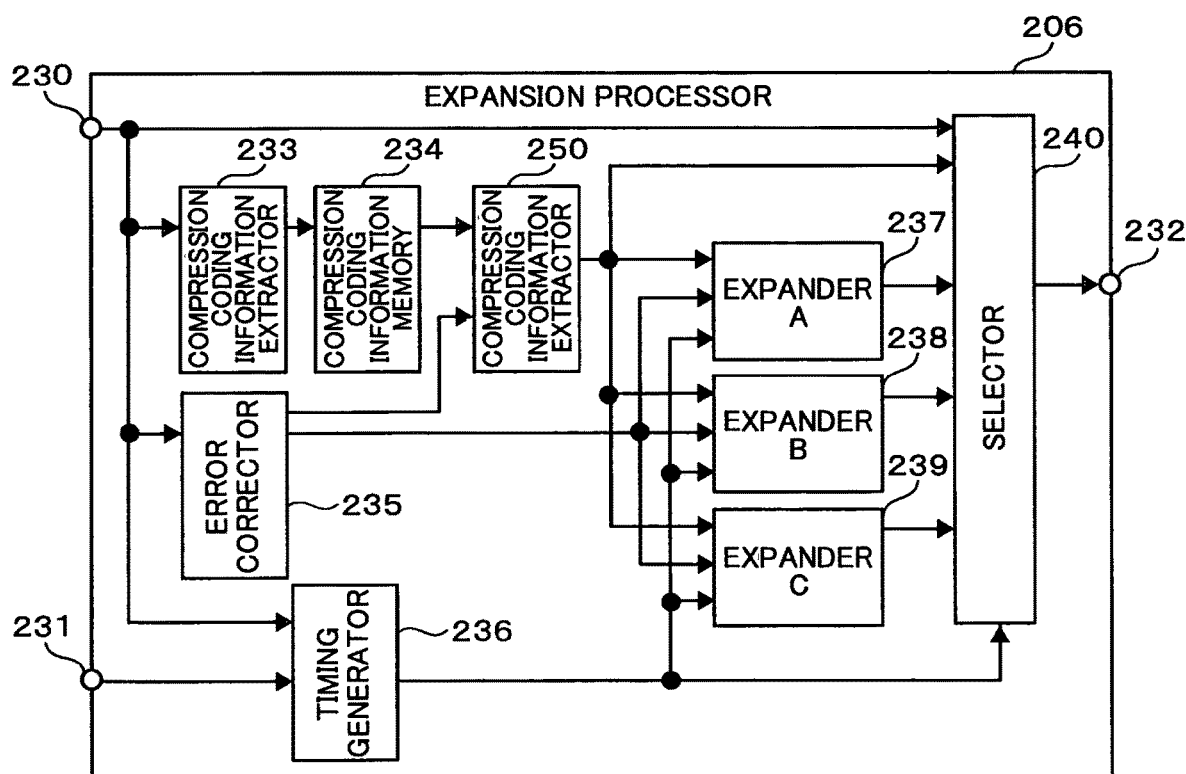 206
230
EXPANSION PROCESSOR
233
234
250
240
COMPRESSION
CODING
INFORMATION
EXTRACTOR
COMPRESSION
CODING
INFORMATION
MEMORY
COMPRESSION
CODING
INFORMATION
EXTRACTOR
237
232
EXPANDER
A
238
EXPANDER
B
SELECTOR
239
ERROR
CORRECTOR
235
EXPANDER
C
231
236
TIMING
GENERATOR